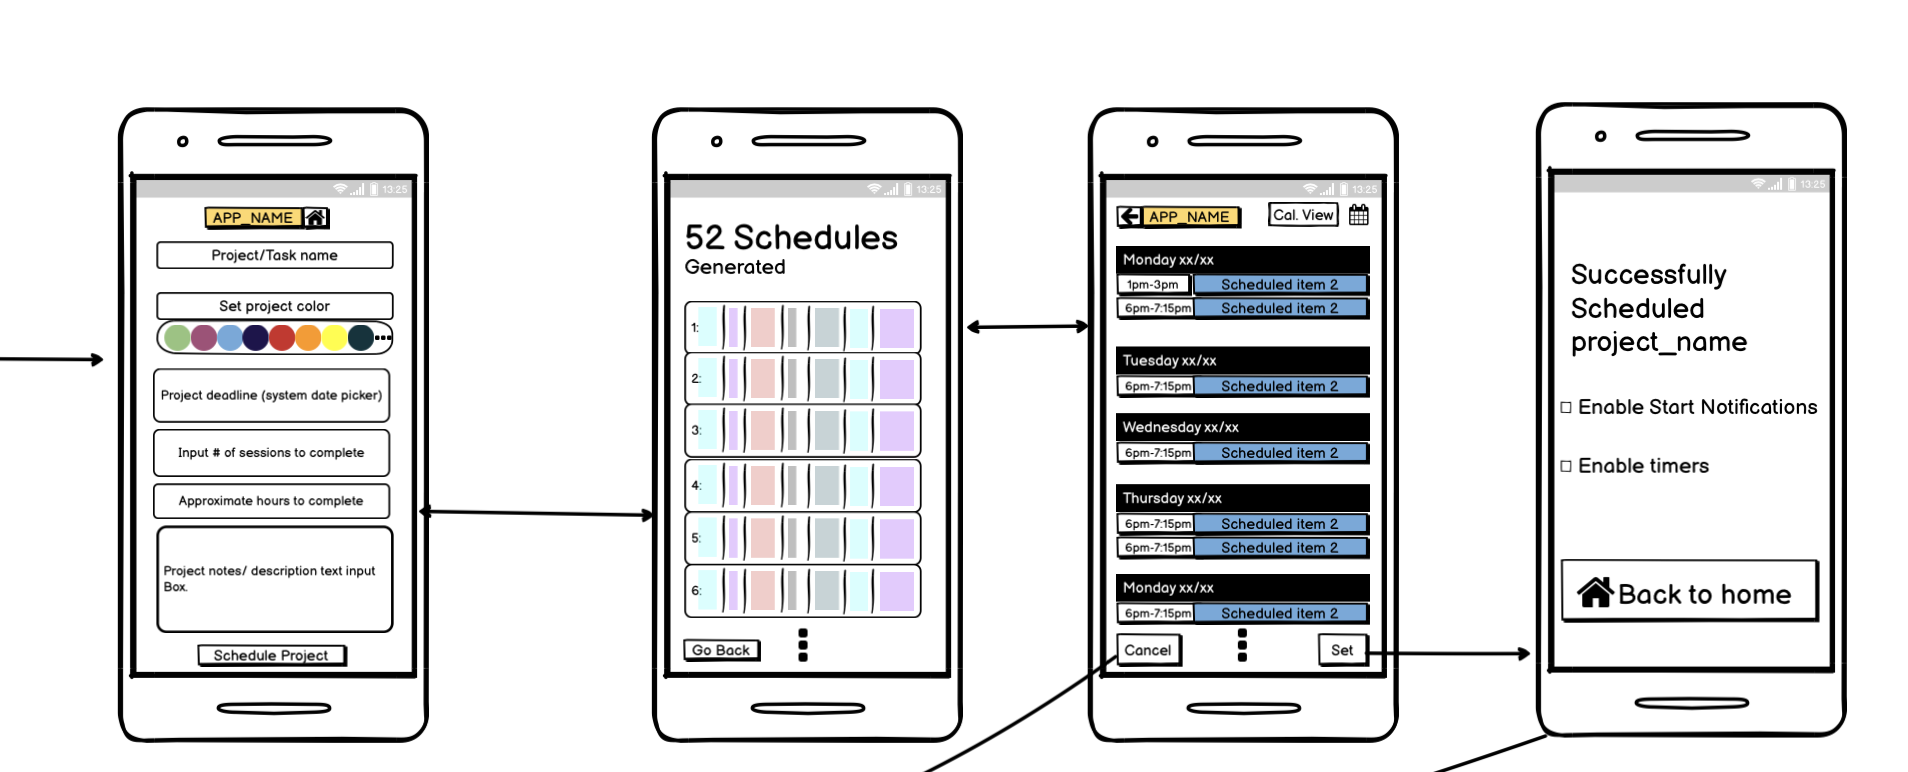 13:25
APP_NAME
Project/Task name
Set project color
Project deadline (system date picker)
Input # of sessions to complete
Approximate hours to complete
Project notes/ description text input
Box.
Schedule Project
13:25
52 Schedules
Generated
1:
2:
3:
4:
5:
6:
Go Back
13:25
APP_NAME
Cal. View
Monday xx/xx
1pm-3pm Scheduled item 2
6pm-7:15pm Scheduled item 2
Tuesday xx/xx
6pm-7:15pm Scheduled item 2
Wednesday xx/xx
6pm-7:15pm Scheduled item 2
Thursday xx/xx
6pm-7:15pm Scheduled item 2
6pm-7:15pm Scheduled item 2
Monday xx/xx
6pm-7:15pm Scheduled item 2
Cancel
Set
13:25
Successfully
Scheduled
project_name
Enable Start Notifications
Enable timers
Back to home